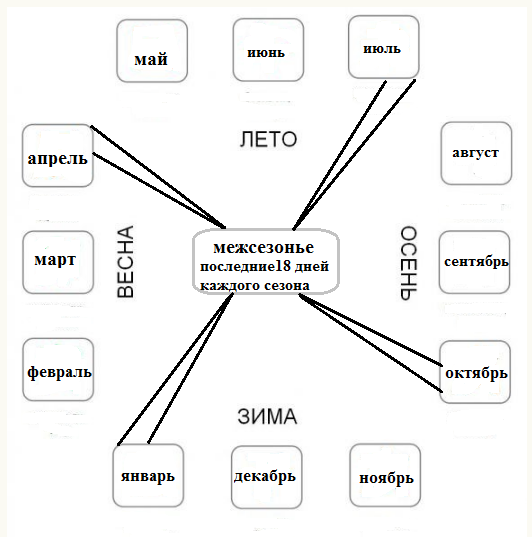 май
июнь
июль
ЛЕТО
апрель
август
ВЕСНА
март
межсезонье
последние18 дней
каждого сезона
ОСЕНЬ
сентябрь
февраль
октябрь
ЗИМА
январь
декабрь
ноябрь